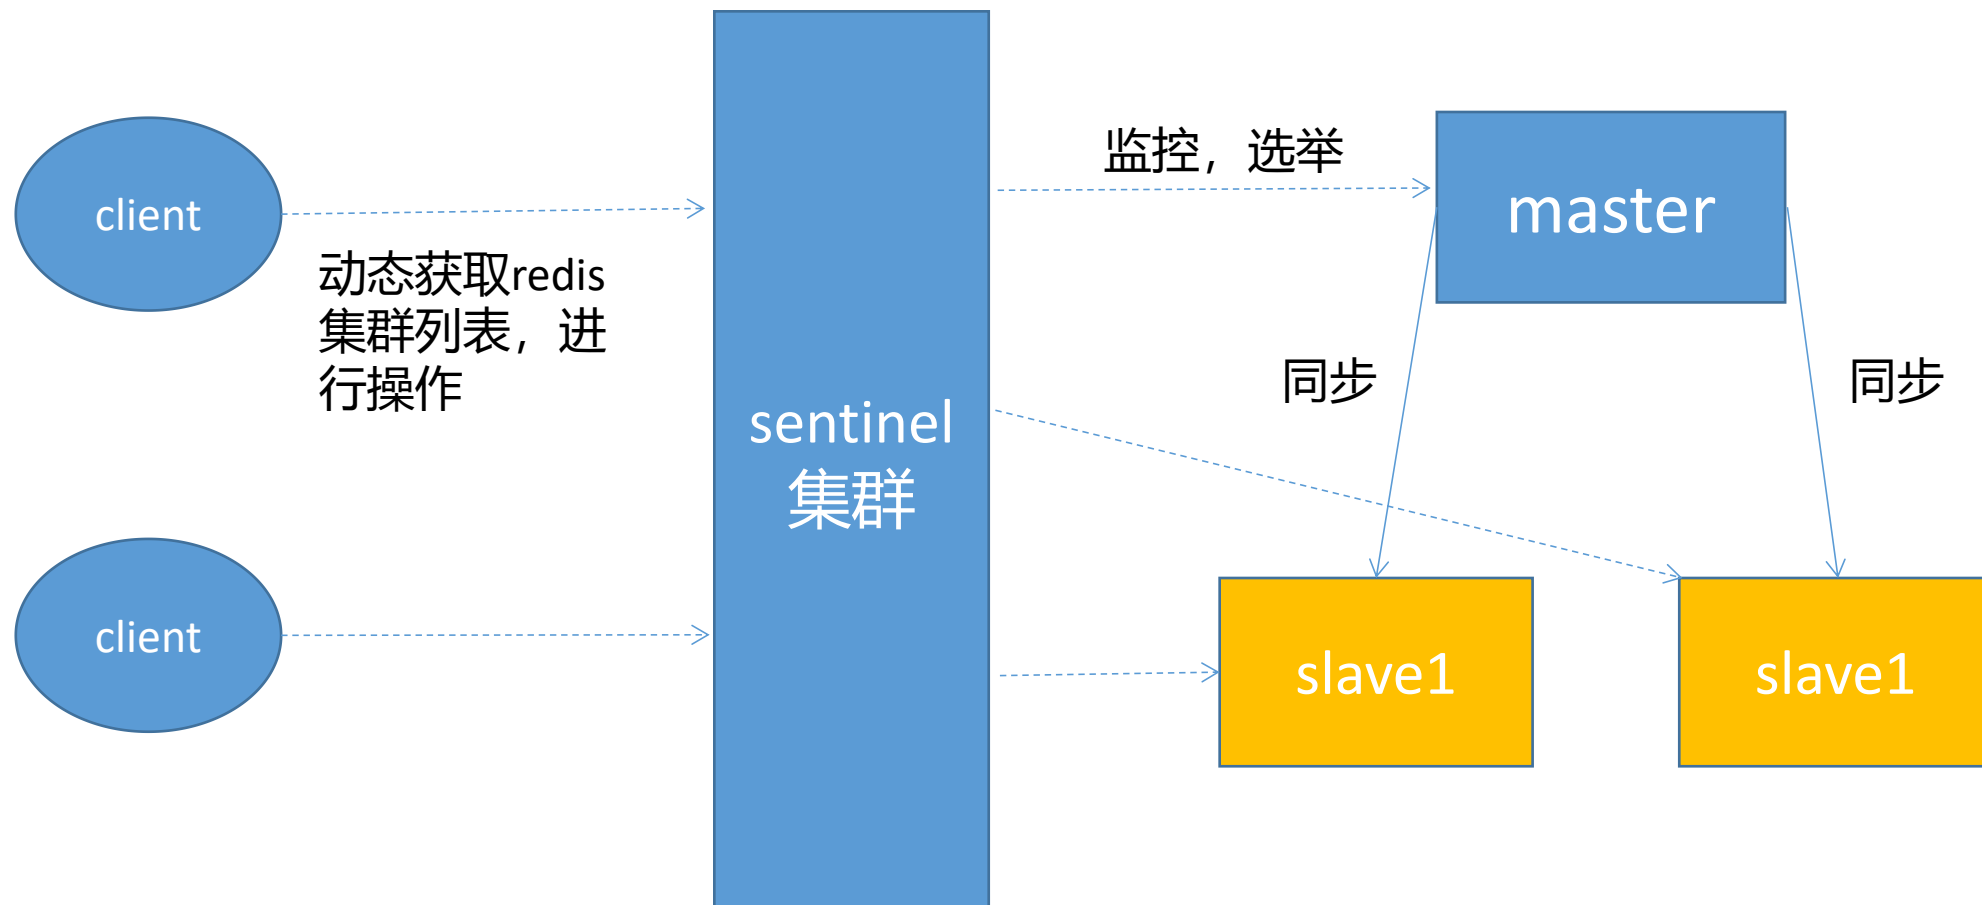 client
动态获取redis
集群列表，进
行操作
client
sentinel
集群
监控，选举
master
同步
同步
slave1
slave1